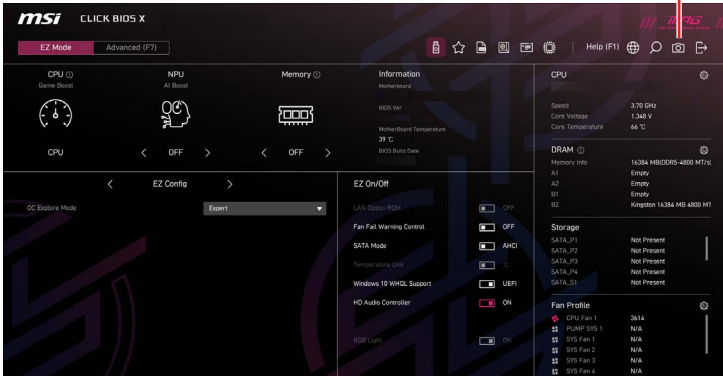 msi CLICK BIOS X
MAG
EZ Mode Advanced (F7) Help (F1)
CPU
Game Boost
CPU
NPU
AI Boost
OFF
Memory
OFF
Information
Motherboard
BIOS Ver
MotherBoard Temperature
39 °C
BIOS Build Date
EZ Config
OC Explore Mode Expert
EZ On/Off
LAN Option ROM OFF
Fan Fail Warning Control OFF
SATA Mode AHCI
Temperature Unit °C
Windows 10 WHQL Support UEFI
HD Audio Controller ON
RGB Light ON
CPU
Speed 3.70 GHz
Core Voltage 1.348 V
Core Temperature 66 °C
DRAM
Memory Info 16384 MB(DDR5-4800 MT/s
A1 Empty
A2 Empty
B1 Empty
B2 Kingston 16384 MB 4800 MT
Storage
SATA_P1 Not Present
SATA_P2 Not Present
SATA_P3 Not Present
SATA_P4 Not Present
SATA_S1 Not Present
Fan Profile
CPU Fan 1 3614
PUMP SYS 1 N/A
SYS Fan 1 N/A
SYS Fan 2 N/A
SYS Fan 3 N/A
SYS Fan 4 N/A